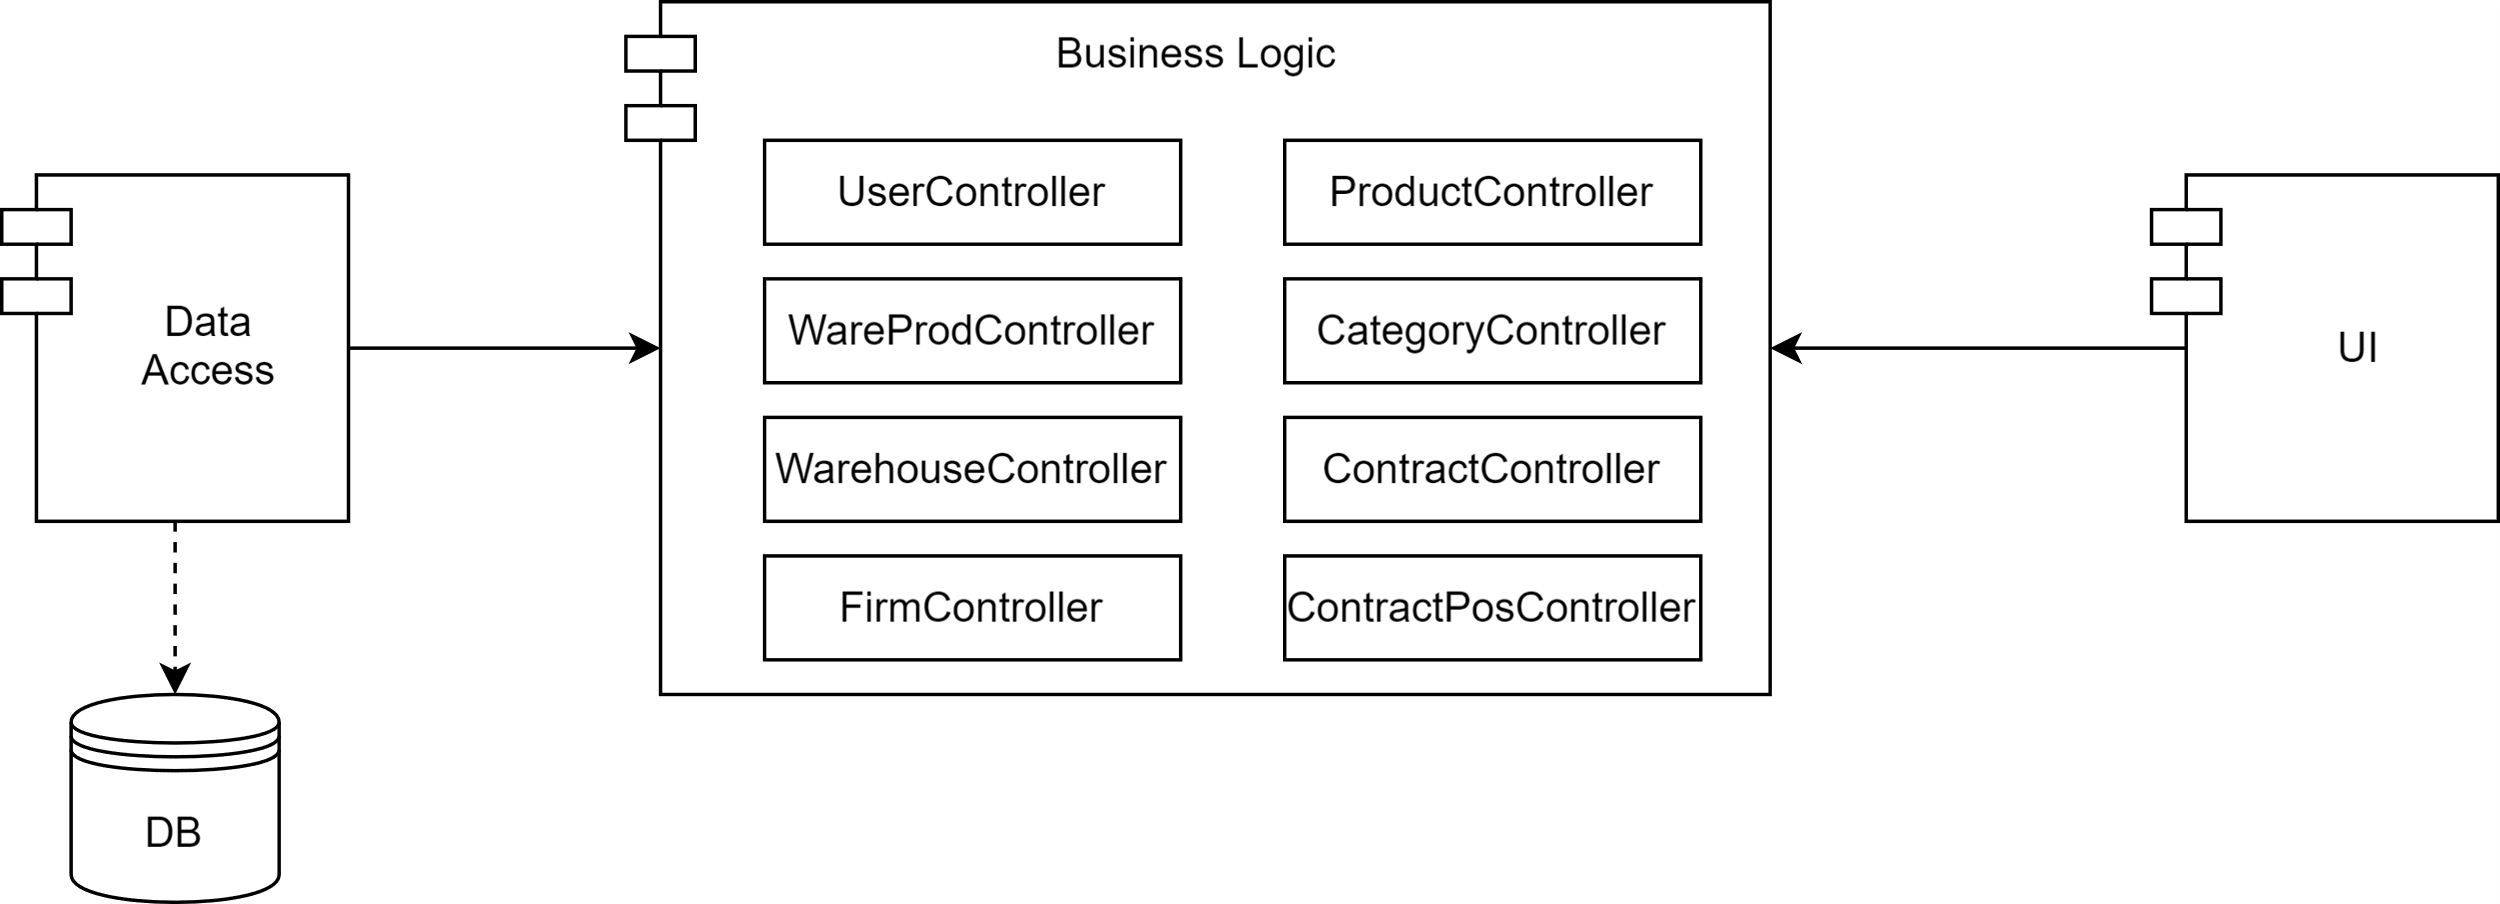 Business Logic
UserController
ProductController
WareProdController
CategoryController
WarehouseController
ContractController
FirmController
ContractPosController
Data
Access
UI
DB